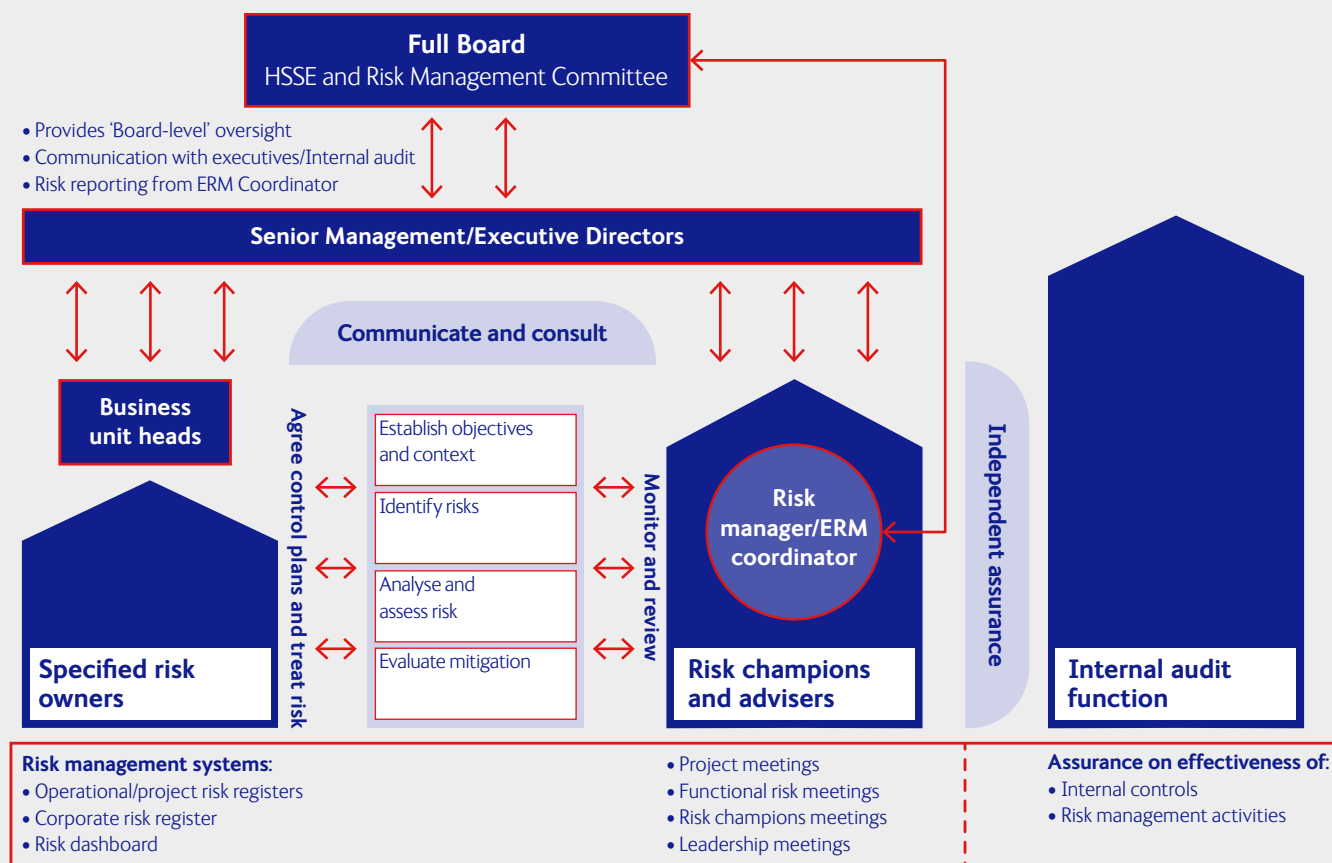 Full Board
HSSE and Risk Management Committee
• Provides ‘Board-level’ oversight
• Communication with executives/Internal audit
• Risk reporting from ERM Coordinator
Senior Management/Executive Directors
Communicate and consult
Business
unit heads
Agree control plans and treat risk
Establish objectives
and context
Identify risks
Analyse and
assess risk
Evaluate mitigation
Monitor and review
Risk
manager/ERM
coordinator
Independent assurance
Specified risk
owners
Risk champions
and advisers
Internal audit
function
Risk management systems:
• Operational/project risk registers
• Corporate risk register
• Risk dashboard
• Project meetings
• Functional risk meetings
• Risk champions meetings
• Leadership meetings
Assurance on effectiveness of:
• Internal controls
• Risk management activities